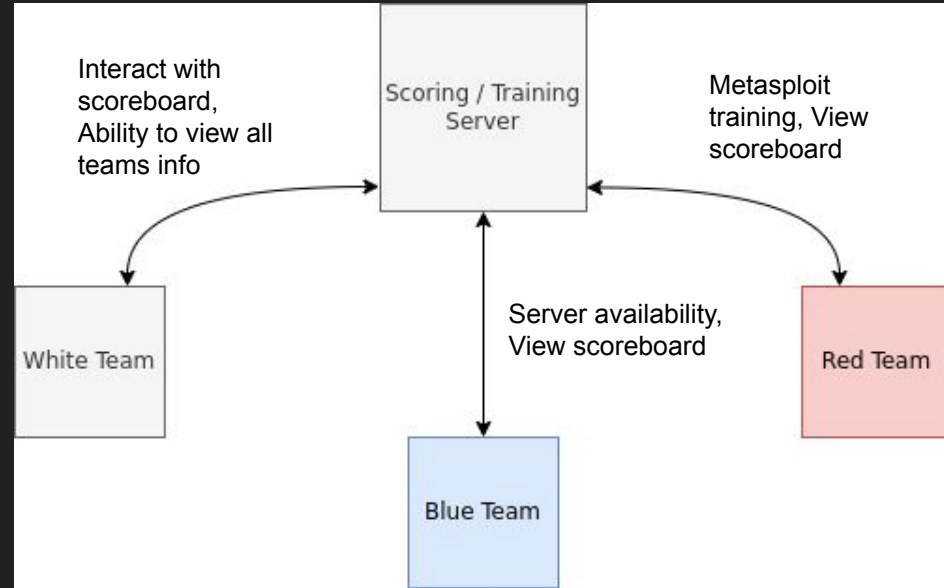 Interact with
scoreboard,
Ability to view all
teams info
Scoring / Training
Server
Metasploit
training, View
scoreboard
White Team
Server availability,
View scoreboard
Red Team
Blue Team